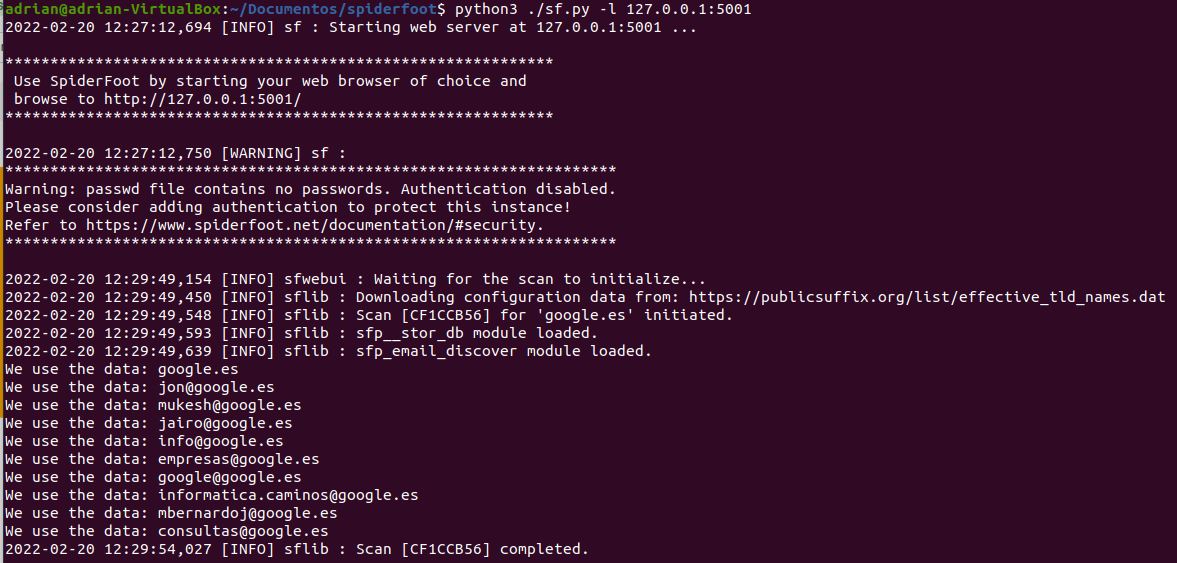 adrian@adrian-VirtualBox:~/Documentos/spiderfoot$ python3 ./sf.py -l 127.0.0.1:5001
2022-02-20 12:27:12,694 [INFO] sf : Starting web server at 127.0.0.1:5001 ...
*************************************************************
Use SpiderFoot by starting your web browser of choice and
browse to http://127.0.0.1:5001/
*************************************************************
2022-02-20 12:27:12,750 [WARNING] sf :
********************************************************************
Warning: passwd file contains no passwords. Authentication disabled.
Please consider adding authentication to protect this instance!
Refer to https://www.spiderfoot.net/documentation/#security.
********************************************************************
2022-02-20 12:29:49,154 [INFO] sfwebui : Waiting for the scan to initialize...
2022-02-20 12:29:49,450 [INFO] sflib : Downloading configuration data from: https://publicsuffix.org/list/effective_tld_names.dat
2022-02-20 12:29:49,548 [INFO] sflib : Scan [CF1CCB56] for 'google.es' initiated.
2022-02-20 12:29:49,593 [INFO] sflib : sfp__stor_db module loaded.
2022-02-20 12:29:49,639 [INFO] sflib : sfp_email_discover module loaded.
We use the data: google.es
We use the data: jon@google.es
We use the data: mukesh@google.es
We use the data: jairo@google.es
We use the data: info@google.es
We use the data: empresas@google.es
We use the data: google@google.es
We use the data: informatica.caminos@google.es
We use the data: mbernardoj@google.es
We use the data: consultas@google.es
2022-02-20 12:29:54,027 [INFO] sflib : Scan [CF1CCB56] completed.